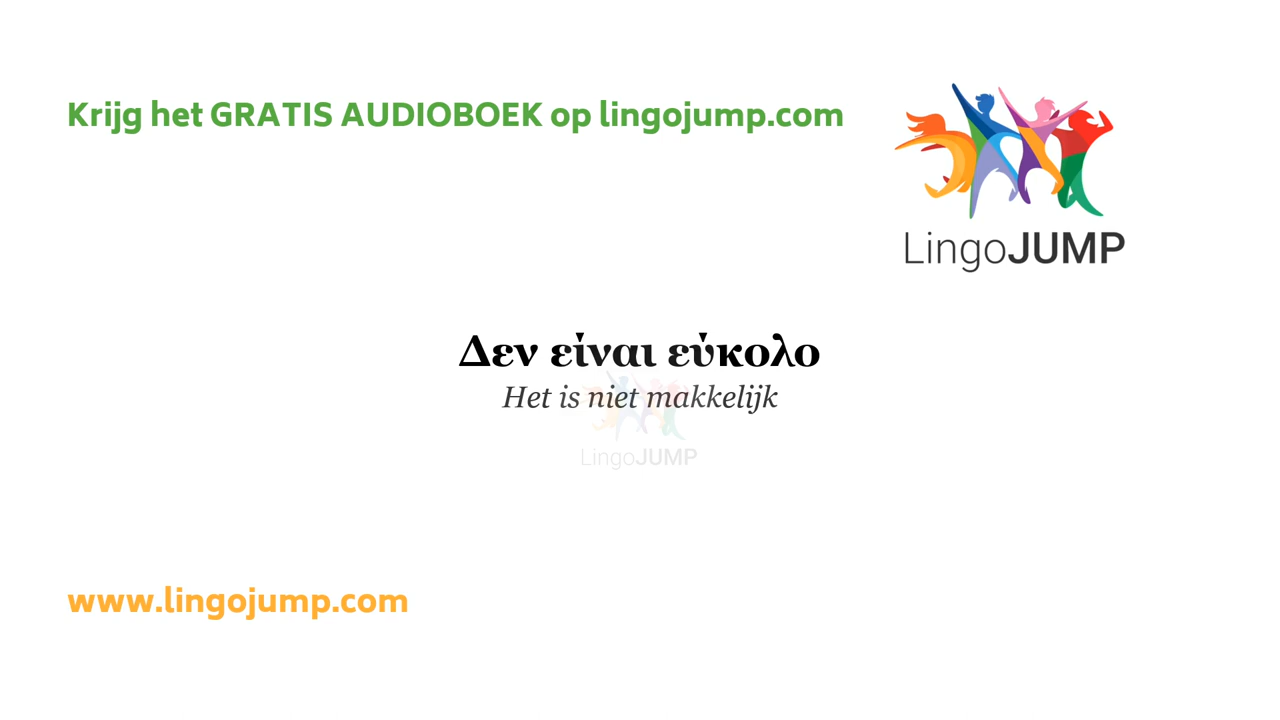 Krijg het GRATIS AUDIOBOEK op lingojump.com
LingoJUMP
Δεν είναι εύκολο
Het is niet makkelijk
LingoJUMP
www.lingojump.com